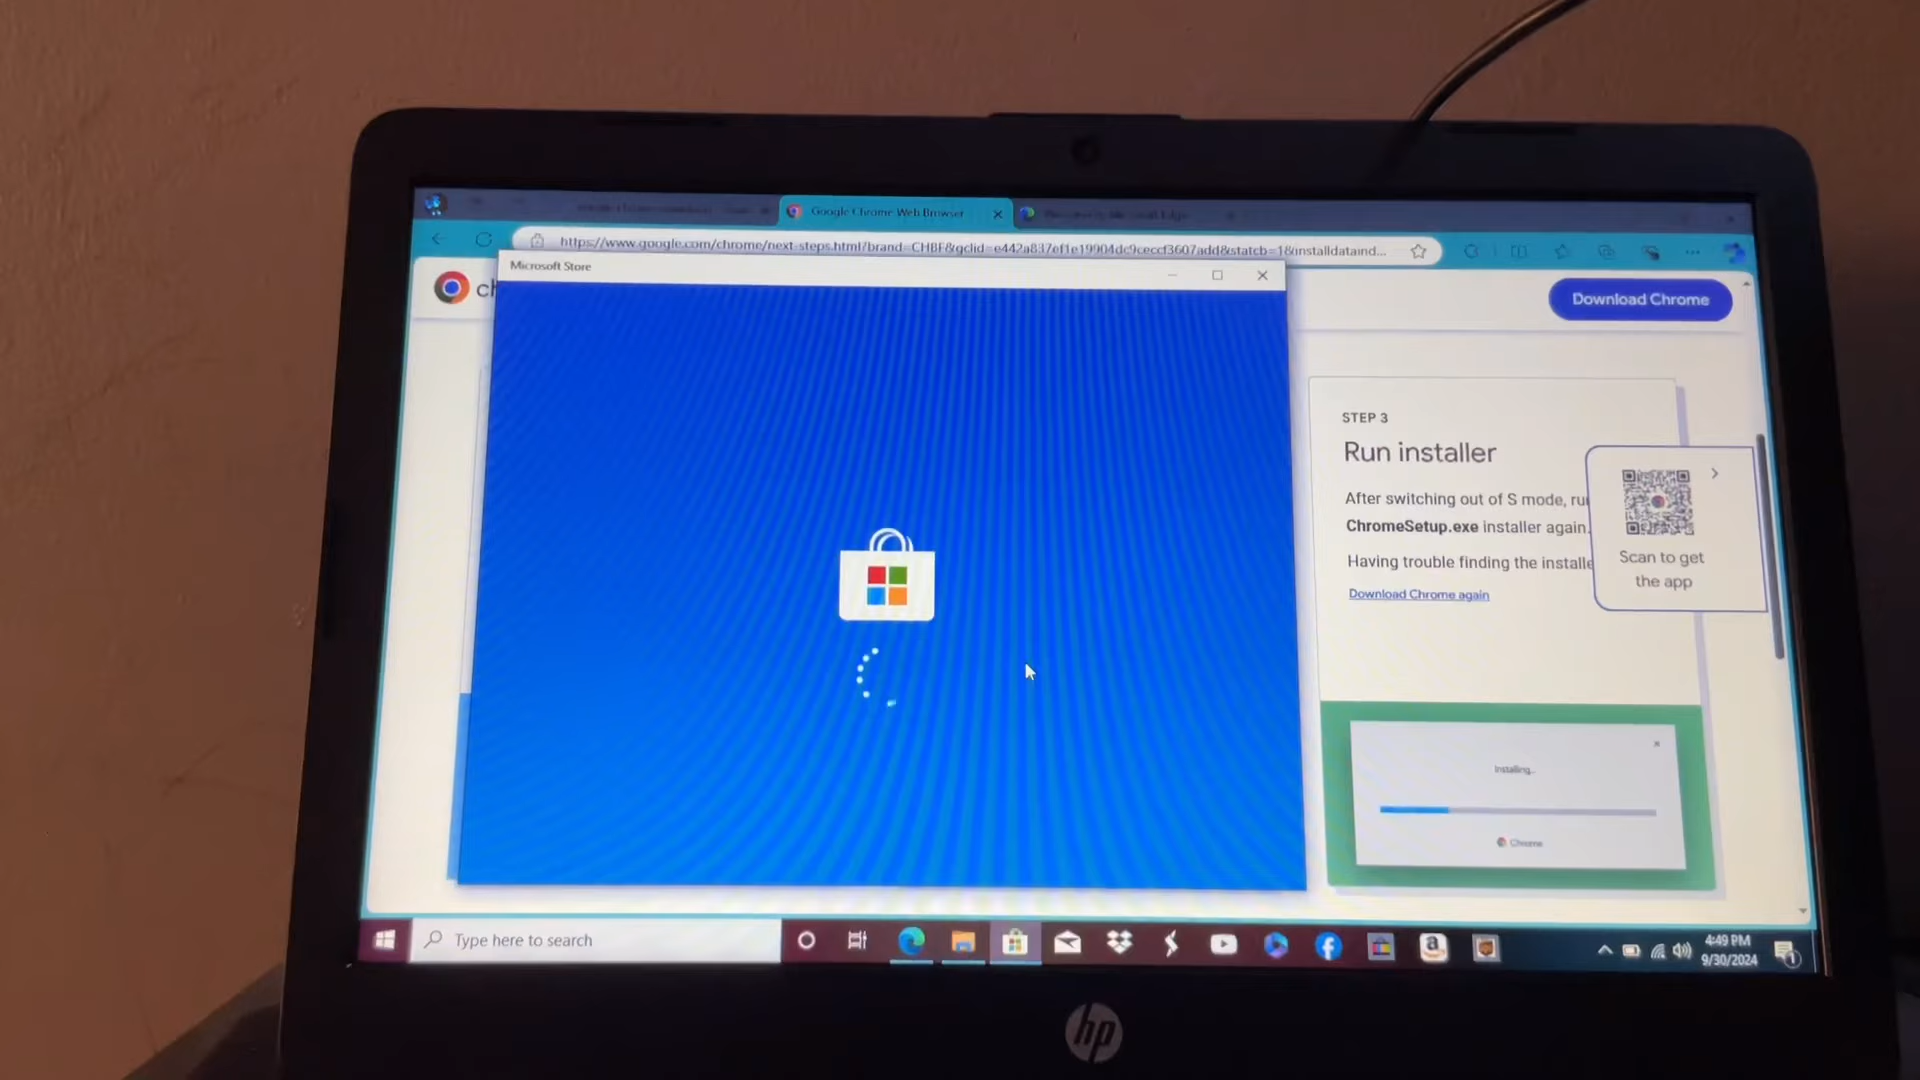 Google Chrome Web Browser
https://www.google.com/chrome/next-steps.html?brand=CHBF&gclid=e442a837ef1e19904dc9ceccf3607add&statcb=1&installdataind...
Microsoft Store
ch
Download Chrome
STEP 3
Run installer
After switching out of S mode, ru
ChromeSetup.exe installer again.
Having trouble finding the installe
Download Chrome again
Scan to get
the app
Installing...
Chrome
Type here to search
4:49 PM
9/30/2024
1
hp